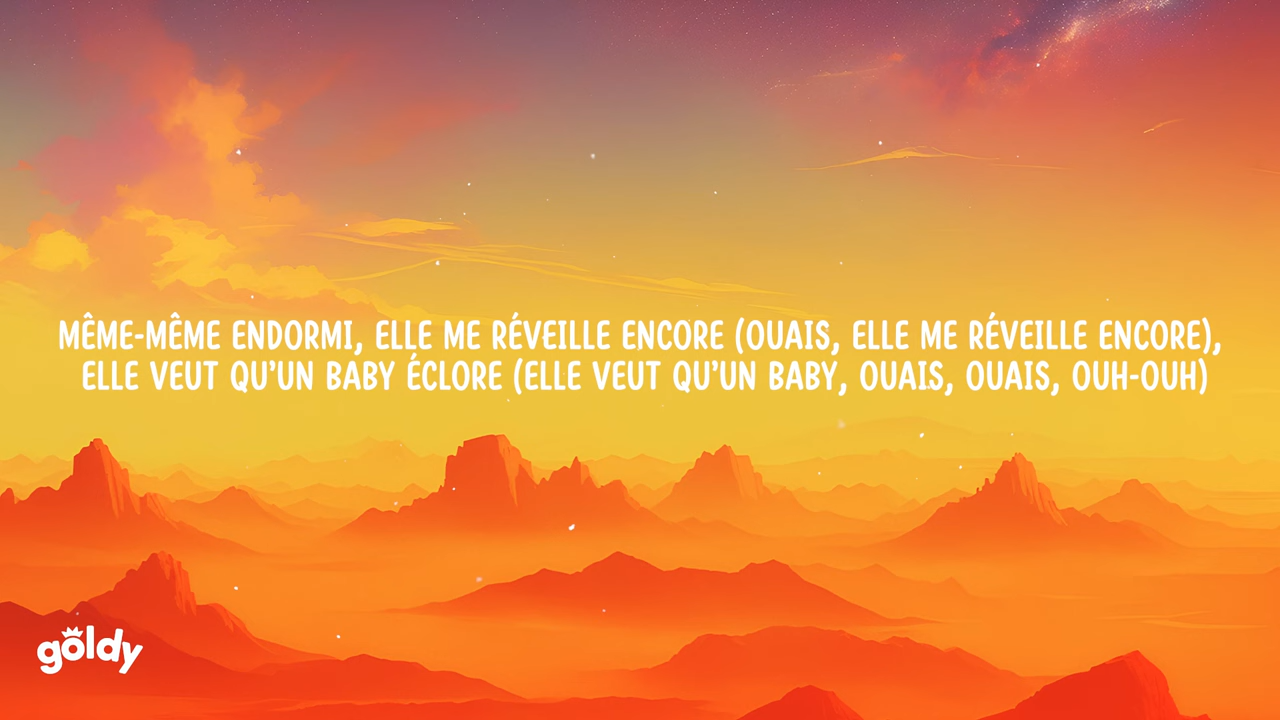 MÊME-MÊME ENDORMI, ELLE ME RÉVEILLE ENCORE (OUAIS, ELLE ME RÉVEILLE ENCORE),
ELLE VEUT QU’UN BABY ÉCLORE (ELLE VEUT QU’UN BABY, OUAIS, OUAIS, OUH-OUH)
goldy